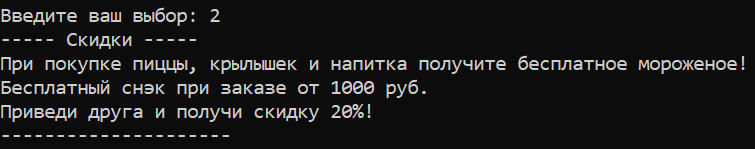 Введите ваш выбор: 2
----- Скидки -----
При покупке пиццы, крылышек и напитка получите бесплатное мороженое!
Бесплатный снэк при заказе от 1000 руб.
Приведи друга и получи скидку 20%!
---------------------